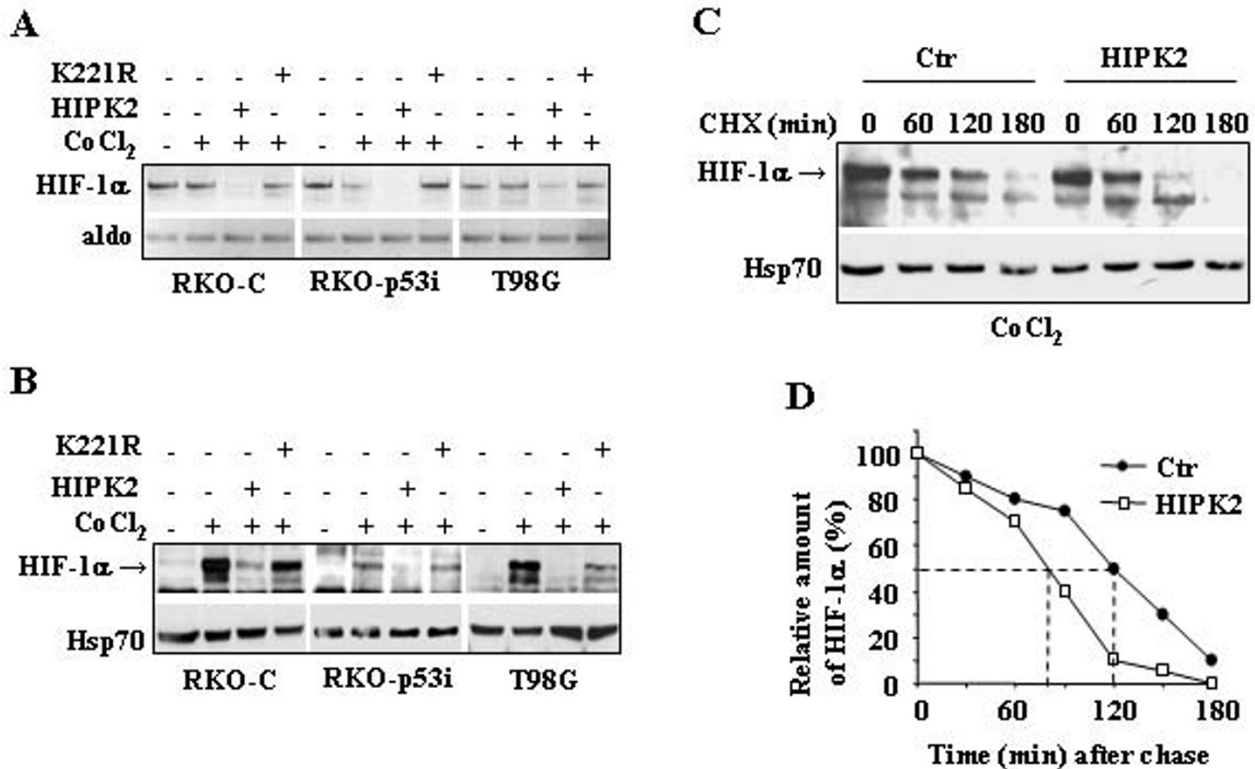 A
K221R - - - + - - - + - - - +
HIPK2 - - + - - - + - - - + -
CoCl2 - + + + - + + + - + + +
HIF-1α
aldo
RKO-C RKO-p53i T98G
B
K221R - - - + - - - + - - - +
HIPK2 - - + - - - + - - - + -
CoCl2 - + + + - + + + - + + +
HIF-1α →
Hsp70
RKO-C RKO-p53i T98G
C
Ctr HIPK2
CHX (min) 0 60 120 180 0 60 120 180
HIF-1α →
Hsp70
CoCl2
D
Relative amount
of HIF-1α (%)
100
80
60
40
20
0
Ctr
HIPK2
0 60 120 180
Time (min) after chase